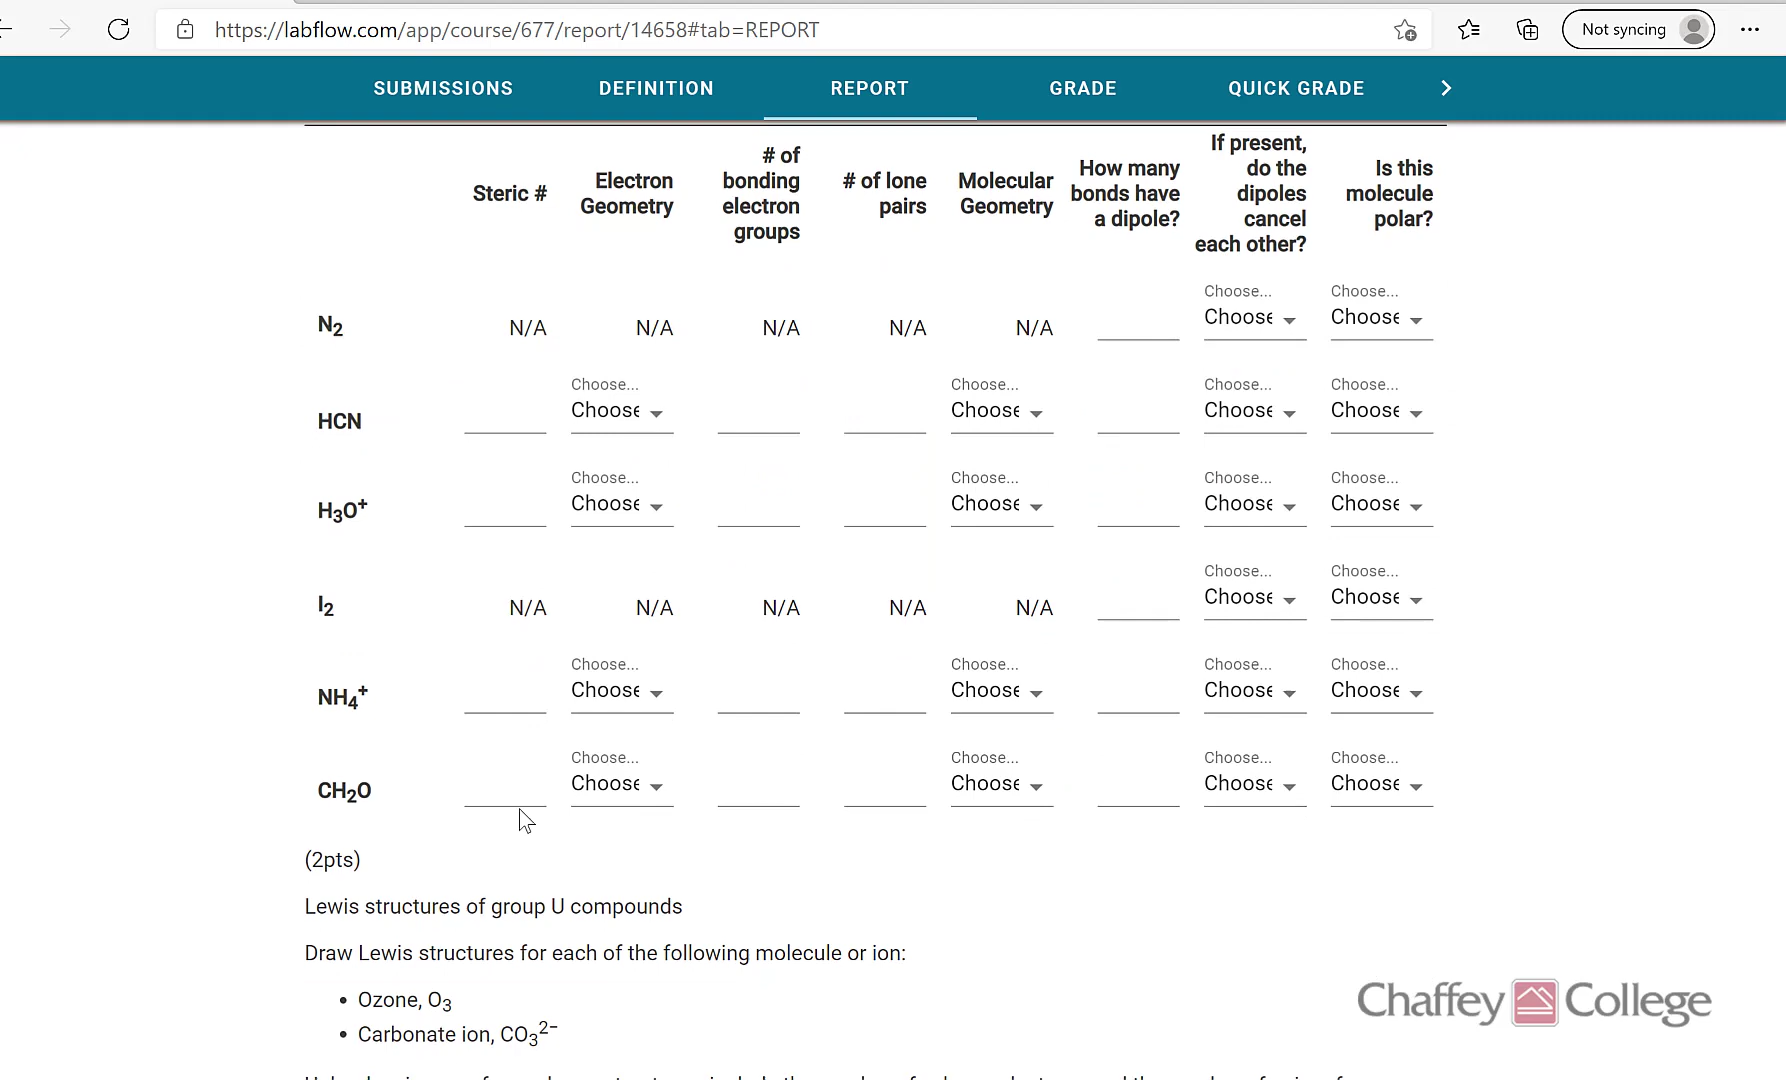 https://labflow.com/app/course/677/report/14658#tab=REPORT
Not syncing
SUBMISSIONS DEFINITION REPORT GRADE QUICK GRADE
Steric # Electron Geometry # of bonding electron groups # of lone pairs Molecular Geometry How many bonds have a dipole? If present, do the dipoles cancel each other? Is this molecule polar?
Choose... Choose...
N₂ N/A N/A N/A N/A N/A Choose Choose
Choose... Choose... Choose... Choose...
HCN Choose Choose Choose Choose
Choose... Choose... Choose... Choose...
H₃O⁺ Choose Choose Choose Choose
Choose... Choose...
I₂ N/A N/A N/A N/A N/A Choose Choose
Choose... Choose... Choose... Choose...
NH₄⁺ Choose Choose Choose Choose
Choose... Choose... Choose... Choose...
CH₂O Choose Choose Choose Choose
(2pts)
Lewis structures of group U compounds
Draw Lewis structures for each of the following molecule or ion:
• Ozone, O₃
• Carbonate ion, CO₃²⁻
Chaffey College